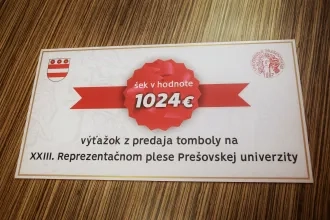 šek v hodnote
1024€
výťažok z predaja tomboly na
XXIII. Reprezentačnom plese Prešovskej univerzity